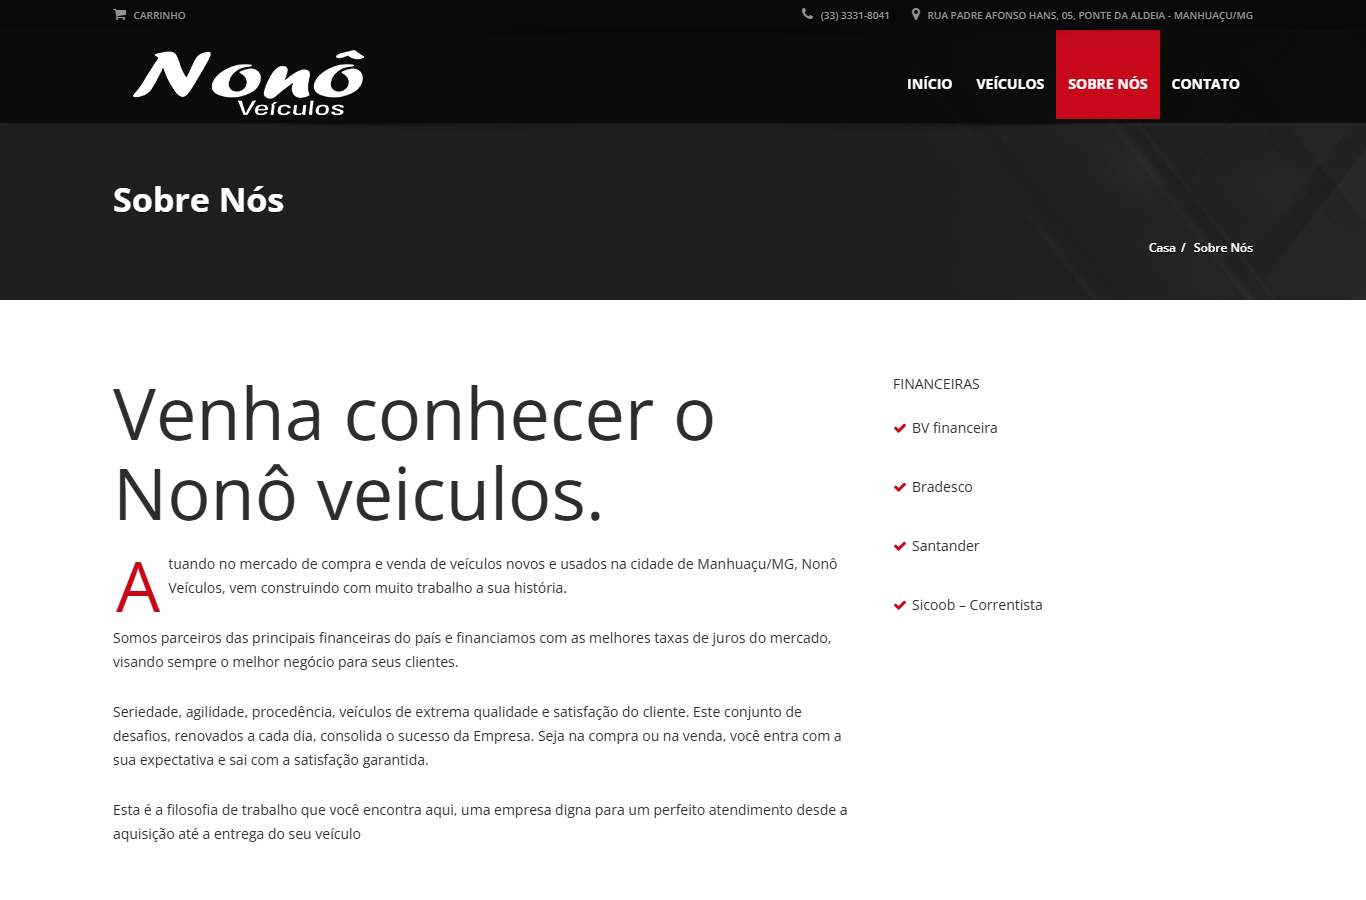 CARRINHO
(33) 3331-8041
RUA PADRE AFONSO HANS, 05, PONTE DA ALDEIA - MANHUAÇU/MG
Nonô
Veículos
INÍCIO
VEÍCULOS
SOBRE NÓS
CONTATO
Sobre Nós
Casa / Sobre Nós
Venha conhecer o
Nonô veiculos.
Atuando no mercado de compra e venda de veículos novos e usados na cidade de Manhuaçu/MG, Nonô
Veículos, vem construindo com muito trabalho a sua história.
Somos parceiros das principais financeiras do país e financiamos com as melhores taxas de juros do mercado,
visando sempre o melhor negócio para seus clientes.
Seriedade, agilidade, procedência, veículos de extrema qualidade e satisfação do cliente. Este conjunto de
desafios, renovados a cada dia, consolida o sucesso da Empresa. Seja na compra ou na venda, você entra com a
sua expectativa e sai com a satisfação garantida.
Esta é a filosofia de trabalho que você encontra aqui, uma empresa digna para um perfeito atendimento desde a
aquisição até a entrega do seu veículo
FINANCEIRAS
BV financeira
Bradesco
Santander
Sicoob – Correntista